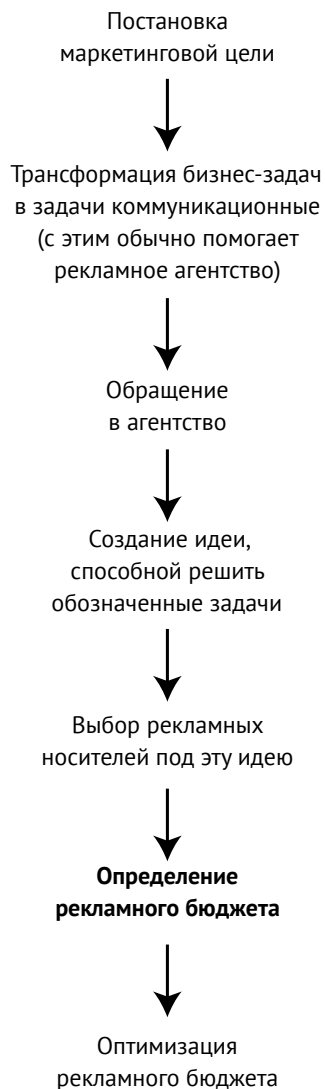 Постановка
маркетинговой цели
Трансформация бизнес-задач
в задачи коммуникационные
(с этим обычно помогает
рекламное агентство)
Обращение
в агентство
Создание идеи,
способной решить
обозначенные задачи
Выбор рекламных
носителей под эту идею
Определение
рекламного бюджета
Оптимизация
рекламного бюджета